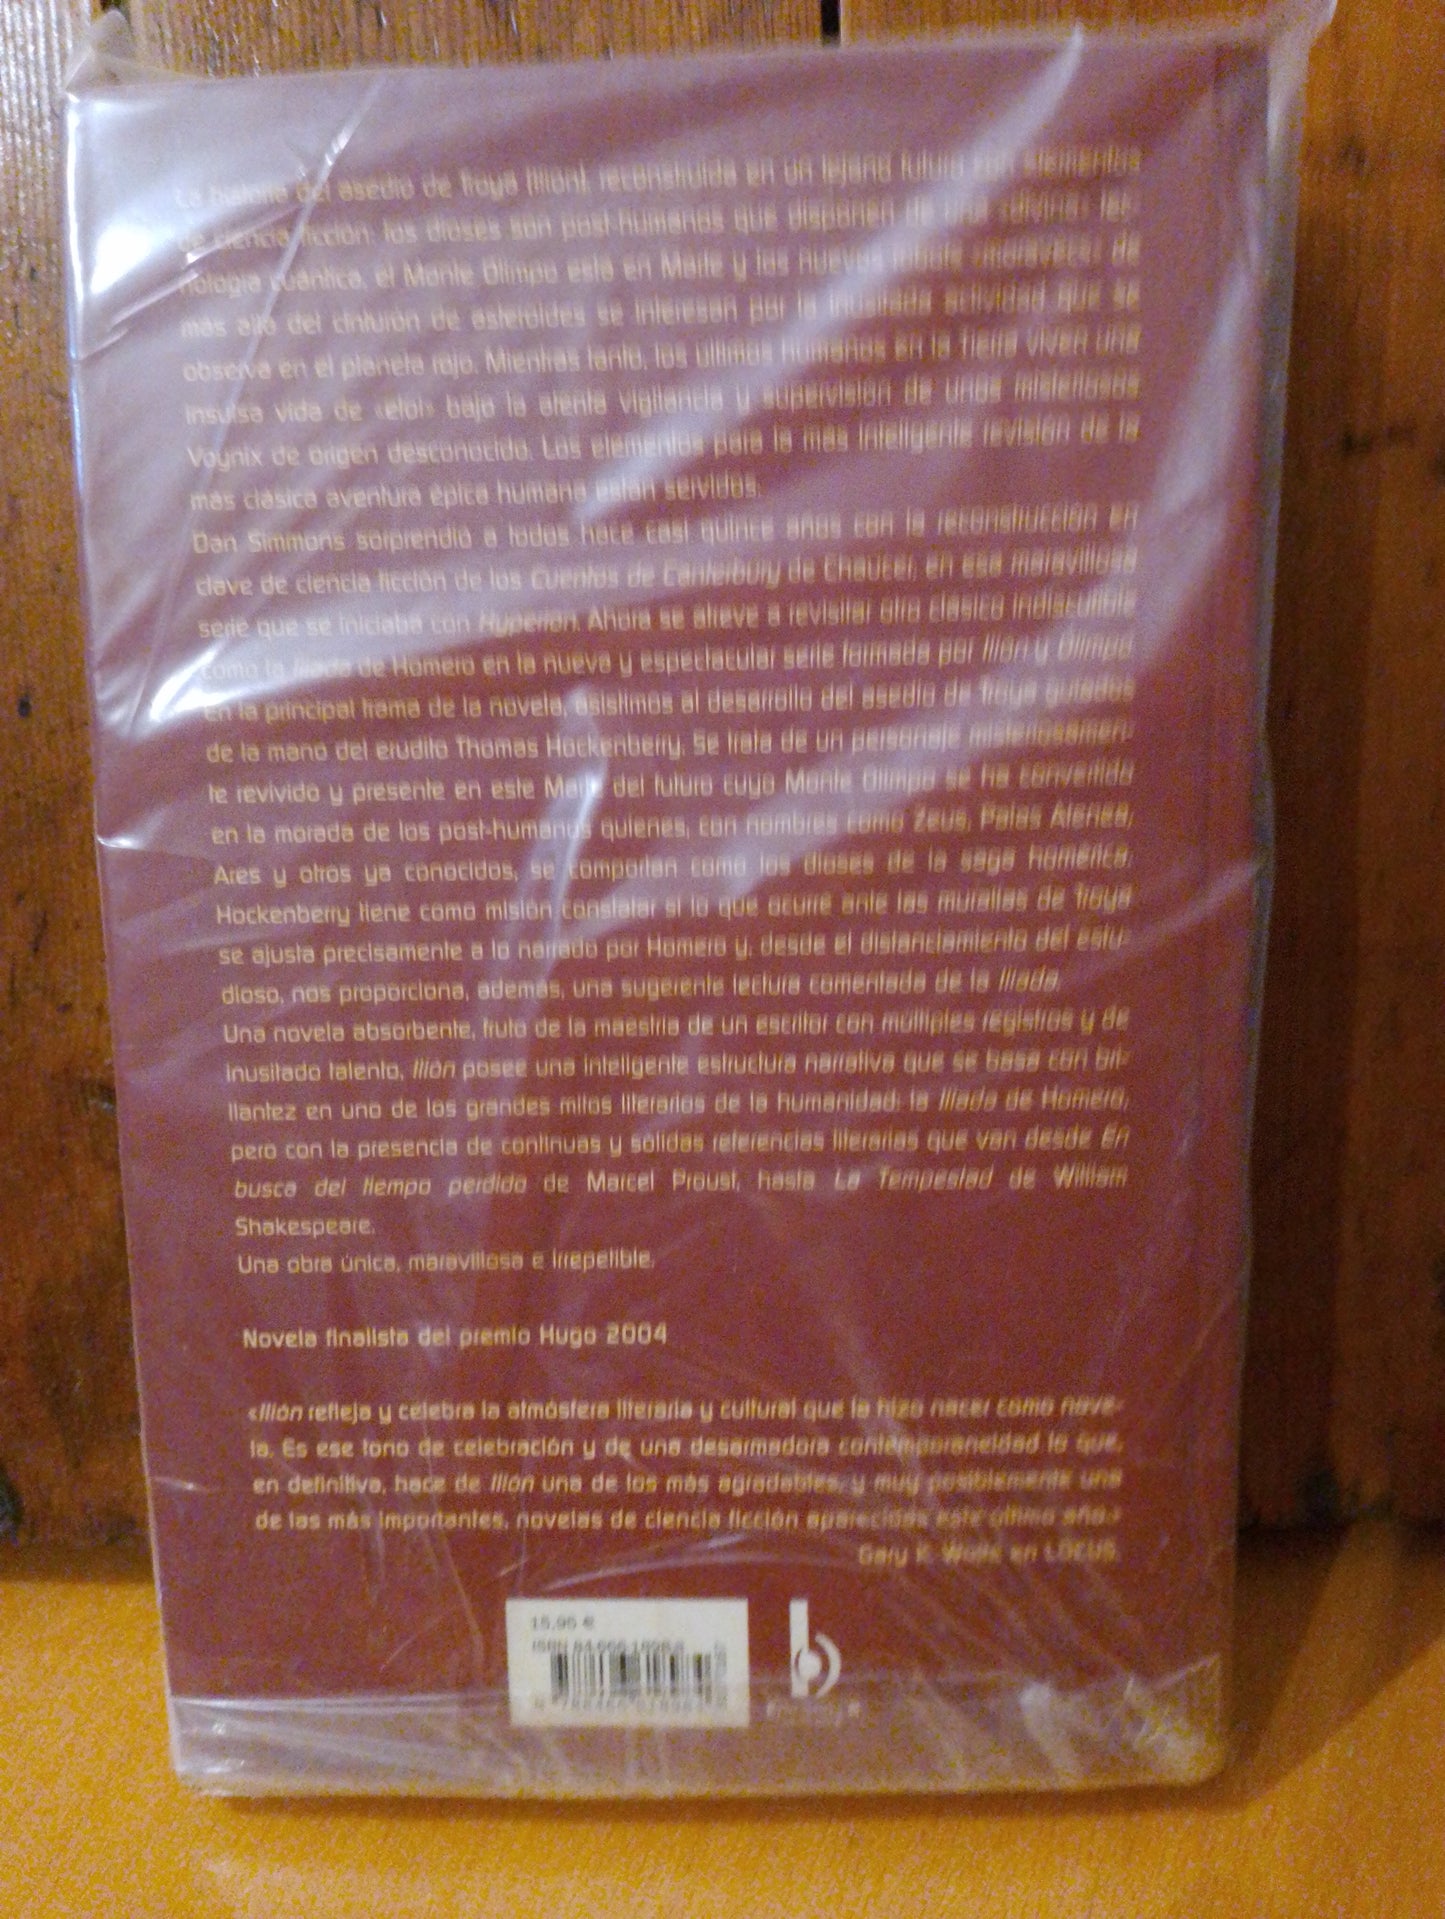 La historia del asedio de Troya (Ilión), reconstruida en un lejano futuro con elementos
de ciencia ficción: los dioses son post-humanos que disponen de una «divina» tec-
nología cuántica, el Monte Olimpo está en Marte y los nuevos robots «moravecs» de
más allá del cinturón de asteroides se interesan por la inusitada actividad que se
observa en el planeta rojo. Mientras tanto, los últimos humanos en la Tierra viven una
insulsa vida de «eloi» bajo la atenta vigilancia y supervisión de unos misteriosos
Voynix de origen desconocido. Los elementos para la más inteligente revisión de la
más clásica aventura épica humana están servidos.
Dan Simmons sorprendió a todos hace casi quince años con la reconstrucción en
clave de ciencia ficción de los Cuentos de Canterbury de Chaucer, en esa maravillosa
serie que se iniciaba con Hyperion. Ahora se atreve a revisitar otro clásico indiscutible
como la Ilíada de Homero en la nueva y espectacular serie formada por Ilión y Olimpo
En la principal trama de la novela, asistimos al desarrollo del asedio de Troya guiados
de la mano del erudito Thomas Hockenberry. Se trata de un personaje misteriosamen-
te revivido y presente en este Marte del futuro cuyo Monte Olimpo se ha convertido
en la morada de los post-humanos quienes, con nombres como Zeus, Palas Atenea,
Ares y otros ya conocidos, se comportan como los dioses de la saga homérica.
Hockenberry tiene como misión constatar si lo que ocurre ante las murallas de Troya
se ajusta precisamente a lo narrado por Homero y, desde el distanciamiento del estu-
dioso, nos proporciona, además, una sugerente lectura comentada de la Ilíada.
Una novela absorbente, fruto de la maestría de un escritor con múltiples registros y de
inusitado talento, Ilión posee una inteligente estructura narrativa que se basa con bri-
llantez en uno de los grandes mitos literarios de la humanidad: la Ilíada de Homero,
pero con la presencia de continuas y sólidas referencias literarias que van desde En
busca del tiempo perdido de Marcel Proust, hasta La Tempestad de William
Shakespeare.
Una obra única, maravillosa e irrepetible.
Novela finalista del premio Hugo 2004
«Ilión refleja y celebra la atmósfera literaria y cultural que la hizo nacer como nove-
la. Es ese tono de celebración y de una desarmadora contemporaneidad lo que,
en definitiva, hace de Ilión una de los más agradables, y muy posiblemente una
de las más importantes, novelas de ciencia ficción aparecidas este último año.»
Gary K. Wolfe en LOCUS.
15,95 €
ISBN